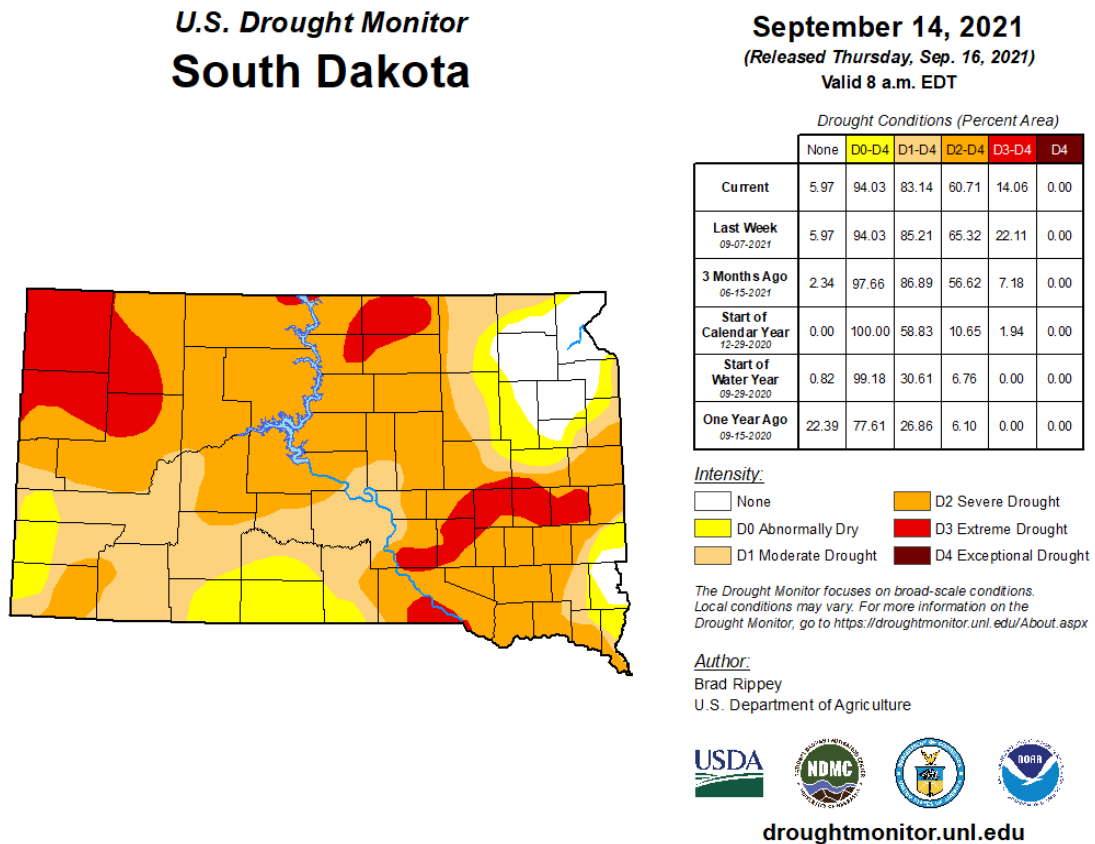 U.S. Drought Monitor
South Dakota
September 14, 2021
(Released Thursday, Sep. 16, 2021)
Valid 8 a.m. EDT
Drought Conditions (Percent Area)
None D0-D4 D1-D4 D2-D4 D3-D4 D4
Current 5.97 94.03 83.14 60.71 14.06 0.00
Last Week
09-07-2021 5.97 94.03 85.21 65.32 22.11 0.00
3 Months Ago
06-15-2021 2.34 97.66 86.89 56.62 7.18 0.00
Start of
Calendar Year
12-29-2020 0.00 100.00 58.83 10.65 1.94 0.00
Start of
Water Year
09-29-2020 0.82 99.18 30.61 6.76 0.00 0.00
One Year Ago
09-15-2020 22.39 77.61 26.86 6.10 0.00 0.00
Intensity:
None
D0 Abnormally Dry
D1 Moderate Drought
D2 Severe Drought
D3 Extreme Drought
D4 Exceptional Drought
The Drought Monitor focuses on broad-scale conditions.
Local conditions may vary. For more information on the
Drought Monitor, go to https://droughtmonitor.unl.edu/About.aspx
Author:
Brad Rippey
U.S. Department of Agriculture
USDA
NDMC
NOAA
droughtmonitor.unl.edu